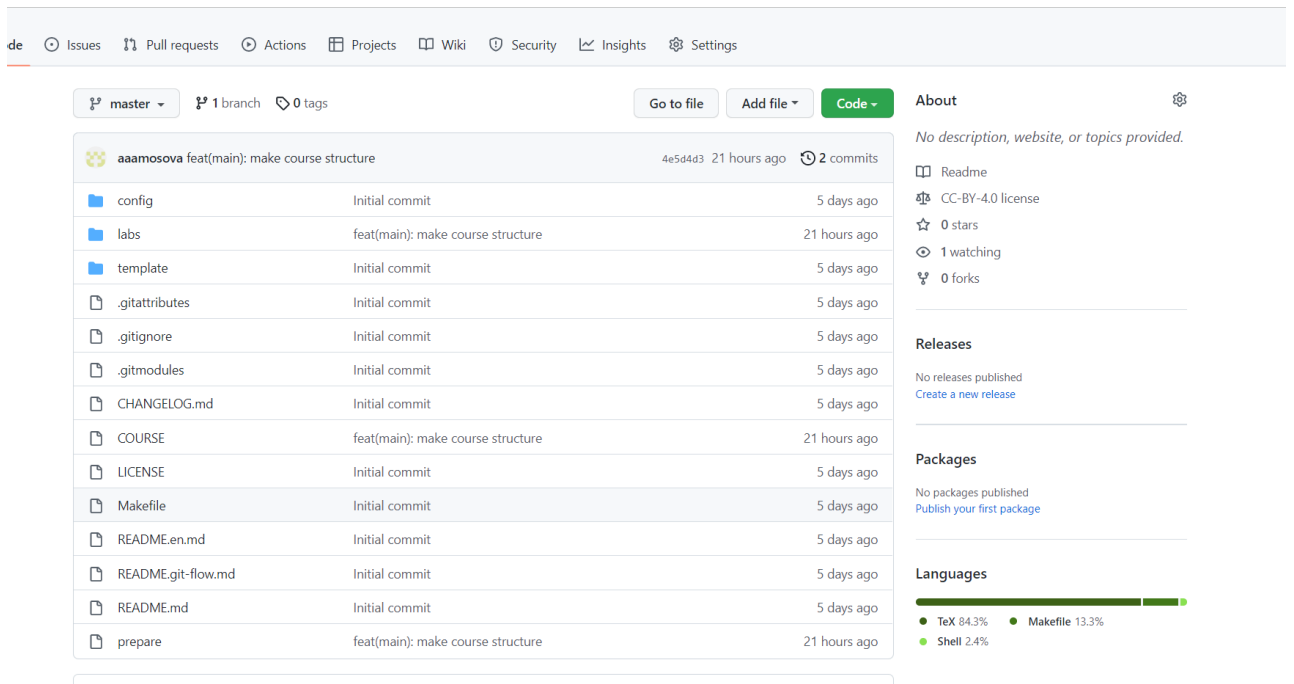 de Issues Pull requests Actions Projects Wiki Security Insights Settings
master 1 branch 0 tags Go to file Add file Code
aaamosova feat(main): make course structure 4e5d4d3 21 hours ago 2 commits
config Initial commit 5 days ago
labs feat(main): make course structure 21 hours ago
template Initial commit 5 days ago
.gitattributes Initial commit 5 days ago
.gitignore Initial commit 5 days ago
.gitmodules Initial commit 5 days ago
CHANGELOG.md Initial commit 5 days ago
COURSE feat(main): make course structure 21 hours ago
LICENSE Initial commit 5 days ago
Makefile Initial commit 5 days ago
README.en.md Initial commit 5 days ago
README.git-flow.md Initial commit 5 days ago
README.md Initial commit 5 days ago
prepare feat(main): make course structure 21 hours ago
About
No description, website, or topics provided.
Readme
CC-BY-4.0 license
0 stars
1 watching
0 forks
Releases
No releases published
Create a new release
Packages
No packages published
Publish your first package
Languages
TeX 84.3% Makefile 13.3%
Shell 2.4%